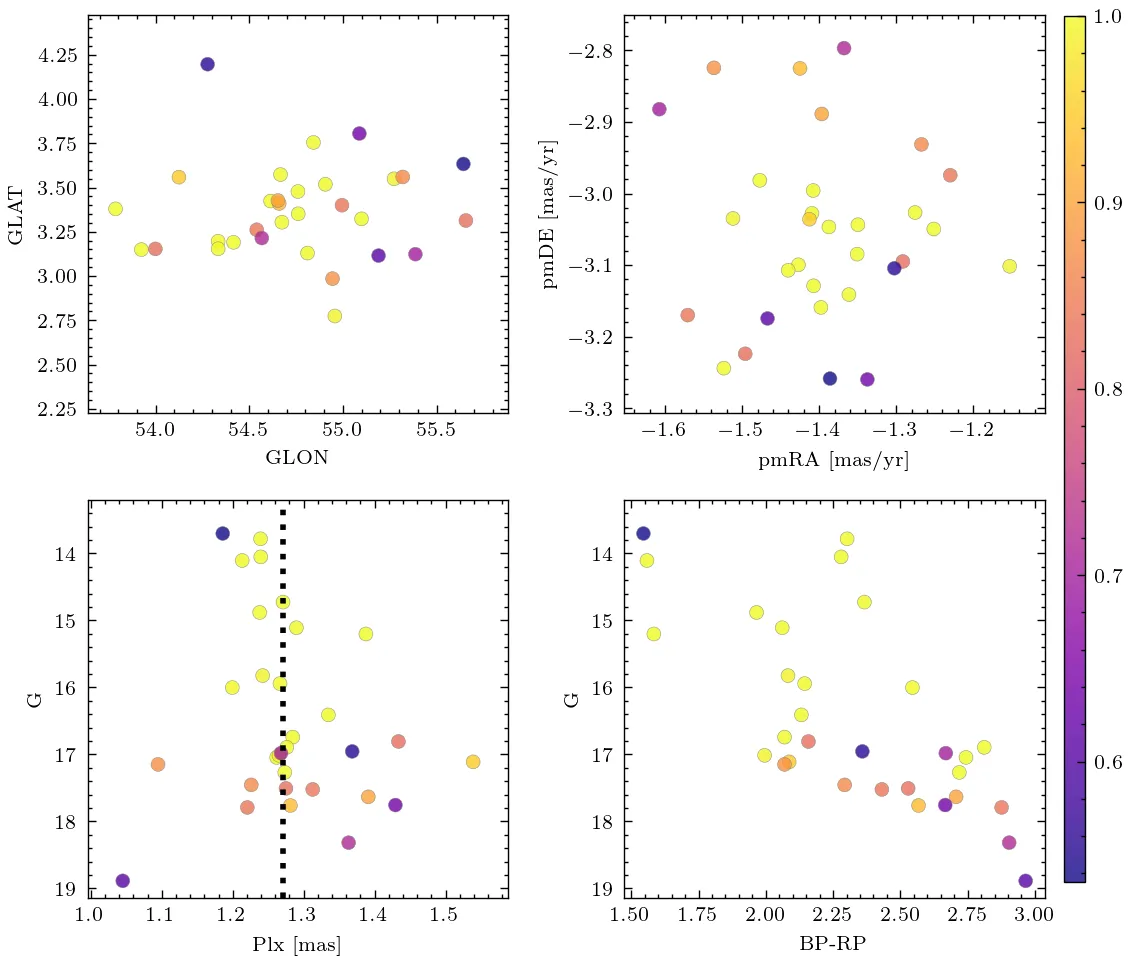 4.25
4.00
3.75
3.50
3.25
3.00
2.75
2.50
2.25
GLAT
54.0 54.5 55.0 55.5
GLON
−2.8
−2.9
−3.0
−3.1
−3.2
−3.3
pmDE [mas/yr]
−1.6 −1.5 −1.4 −1.3 −1.2
pmRA [mas/yr]
1.0
0.9
0.8
0.7
0.6
14
15
16
17
18
19
G
1.0 1.1 1.2 1.3 1.4 1.5
Plx [mas]
14
15
16
17
18
19
G
1.50 1.75 2.00 2.25 2.50 2.75 3.00
BP-RP